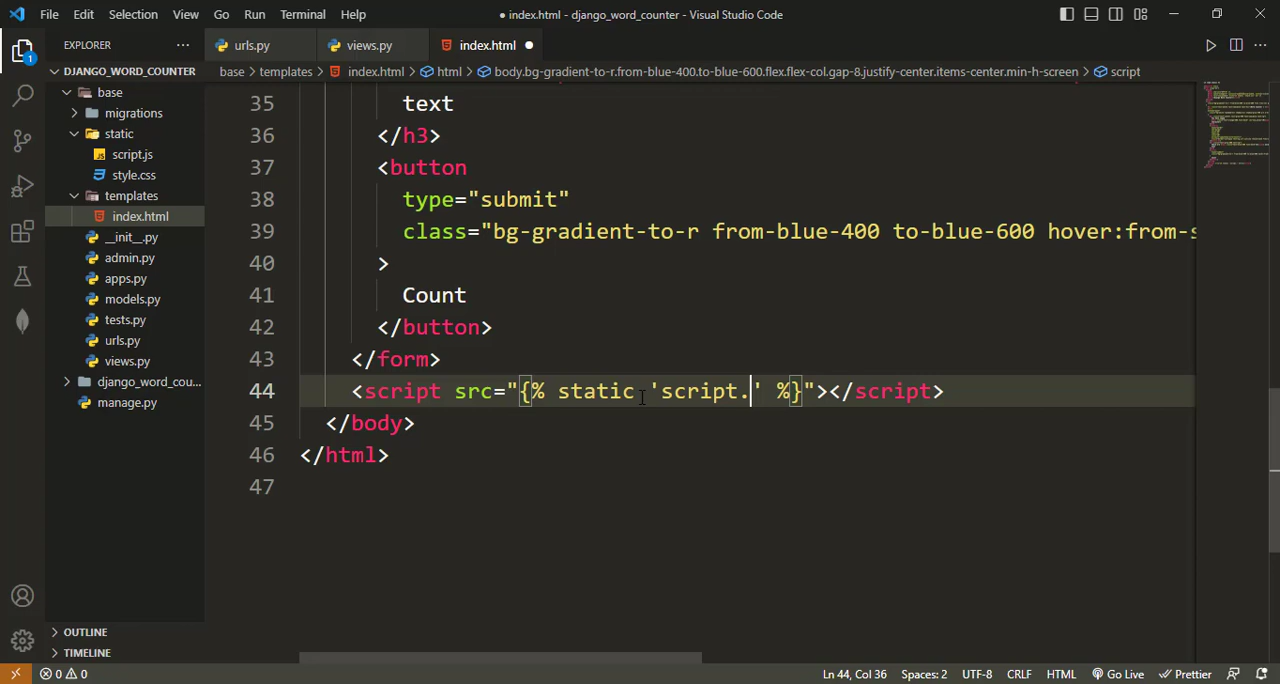 File Edit Selection View Go Run Terminal Help
● index.html - django_word_counter - Visual Studio Code
EXPLORER
urls.py
views.py
index.html
DJANGO_WORD_COUNTER
base > templates > index.html > html > body.bg-gradient-to-r.from-blue-400.to-blue-600.flex.flex-col.gap-8.justify-center.items-center.min-h-screen > script
base
migrations
static
script.js
style.css
templates
index.html
__init__.py
admin.py
apps.py
models.py
tests.py
urls.py
views.py
django_word_cou...
manage.py
OUTLINE
TIMELINE
1
35 text
36 </h3>
37 <button
38 type="submit"
39 class="bg-gradient-to-r from-blue-400 to-blue-600 hover:from-s
40 >
41 Count
42 </button>
43 </form>
44 <script src="{% static 'script.' %}"></script>
45 </body>
46 </html>
47
0 0
Ln 44, Col 36 Spaces: 2 UTF-8 CRLF HTML Go Live Prettier